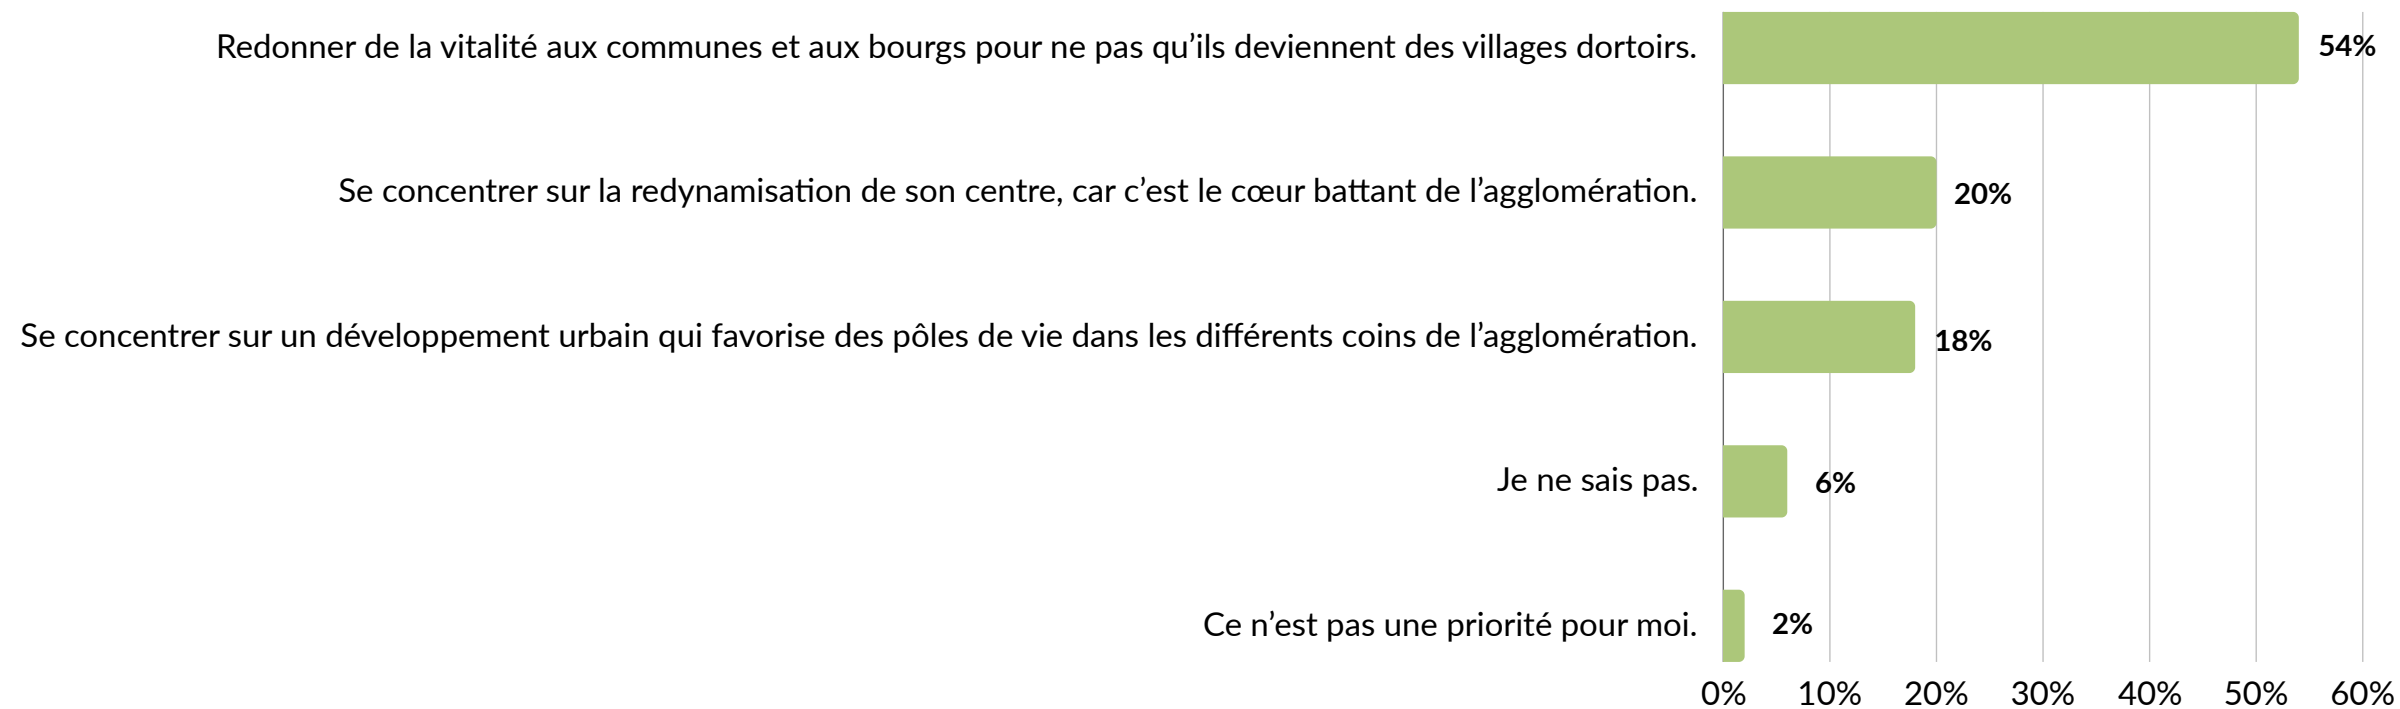 Redonner de la vitalité aux communes et aux bourgs pour ne pas qu’ils deviennent des villages dortoirs. 54%
Se concentrer sur la redynamisation de son centre, car c’est le cœur battant de l’agglomération. 20%
Se concentrer sur un développement urbain qui favorise des pôles de vie dans les différents coins de l’agglomération. 18%
Je ne sais pas. 6%
Ce n’est pas une priorité pour moi. 2%
0% 10% 20% 30% 40% 50% 60%